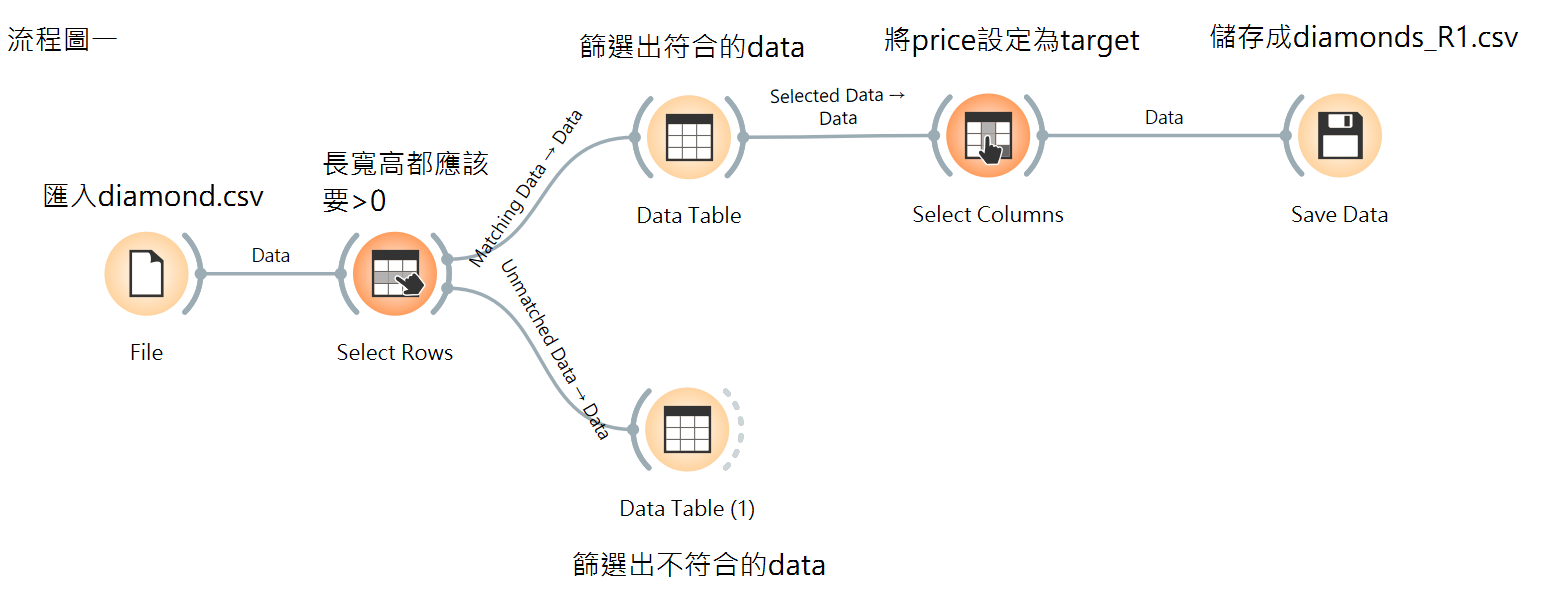 流程圖一
篩選出符合的data
將price設定為target
儲存成diamonds_R1.csv
Selected Data →
Data
Data
Matching Data → Data
長寬高都應該
要>0
匯入diamond.csv
Data Table
Select Columns
Save Data
Data
Unmatched Data → Data
File
Select Rows
Data Table (1)
篩選出不符合的data